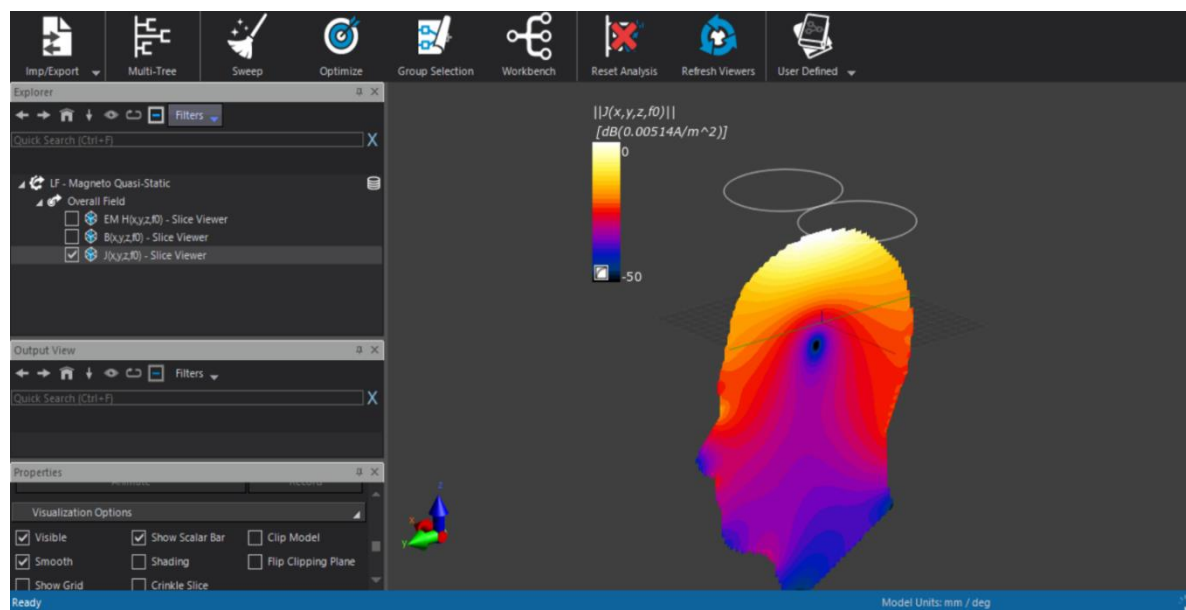 Imp/Export
Multi-Tree
Sweep
Optimize
Group Selection
Workbench
Reset Analysis
Refresh Viewers
User Defined
Explorer
Filters
Quick Search (Ctrl+F)
X
LF - Magneto Quasi-Static
Overall Field
EM H(x,y,z,f0) - Slice Viewer
B(x,y,z,f0) - Slice Viewer
J(x,y,z,f0) - Slice Viewer
Output View
Filters
Quick Search (Ctrl+F)
X
Properties
Animate Record
Visualization Options
Visible Show Scalar Bar Clip Model
Smooth Shading Flip Clipping Plane
Show Grid Crinkle Slice
||J(x,y,z,f0)||
[dB(0.00514A/m^2)]
0
-50
z
x
y
Ready
Model Units: mm / deg